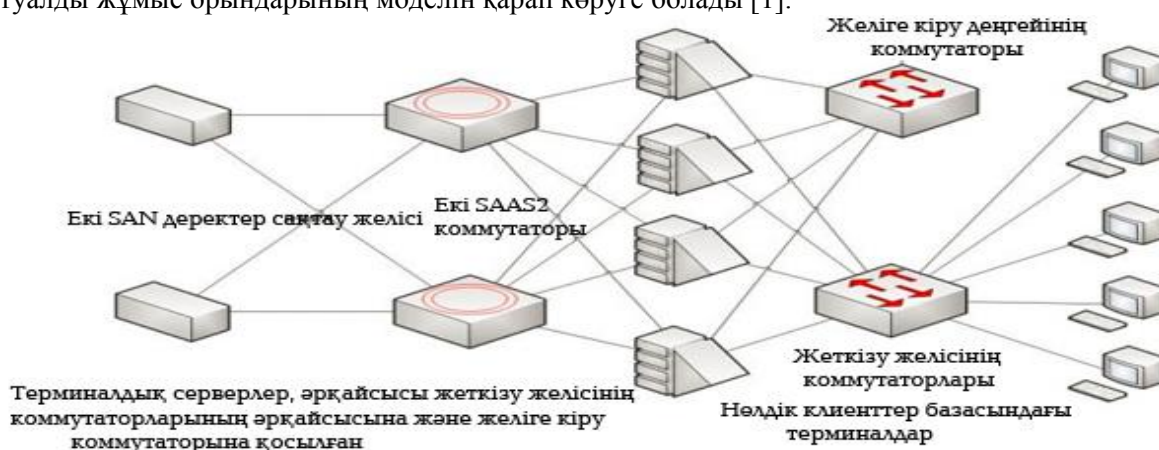 жұмыс орындарының моделін қарап көруге болады [1].
Желіге кіру деңгейінің
коммутаторы
Екі SAN деректер сақтау желісі
Екі SAAS2
коммутаторы
Жеткізу желісінің
коммутаторлары
Терминалдық серверлер, әрқайсысы жеткізу желісінің
коммутаторларының әрқайсысына және желіге кіру
коммутаторына қосылған
Нөлдік клиенттер базасындағы
терминалдар